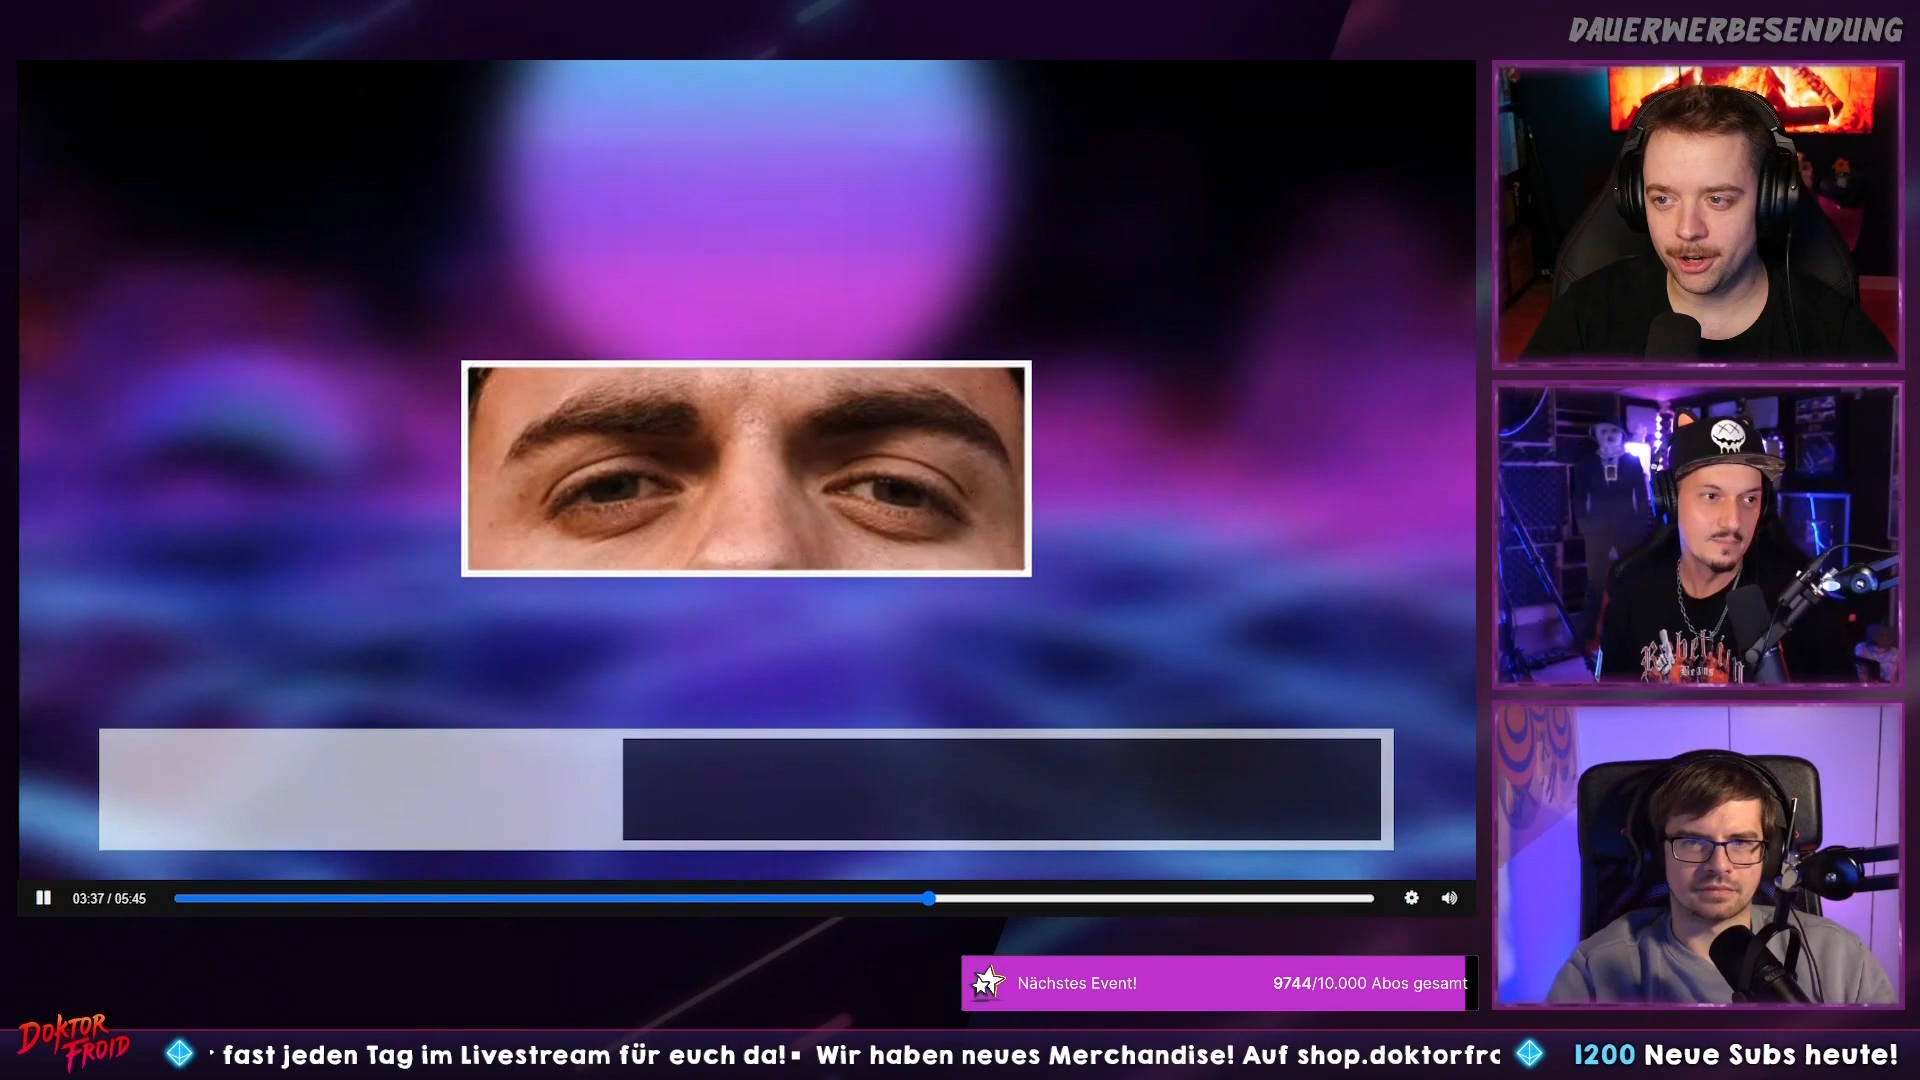 DAUERWERBESENDUNG
03:37 / 05:45
Nächstes Event!
9744/10.000 Abos gesamt
DOKTOR
FROID
fast jeden Tag im Livestream für euch da! ▪ Wir haben neues Merchandise! Auf shop.doktorfro
1200 Neue Subs heute!